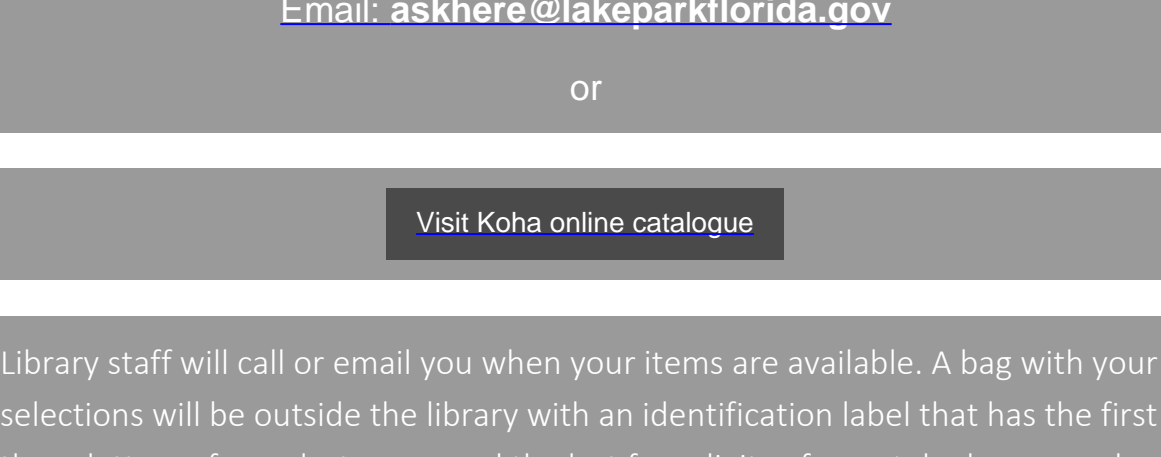 Email: askhere@lakeparkflorida.gov
or
Visit Koha online catalogue
Library staff will call or email you when your items are available. A bag with your
selections will be outside the library with an identification label that has the first